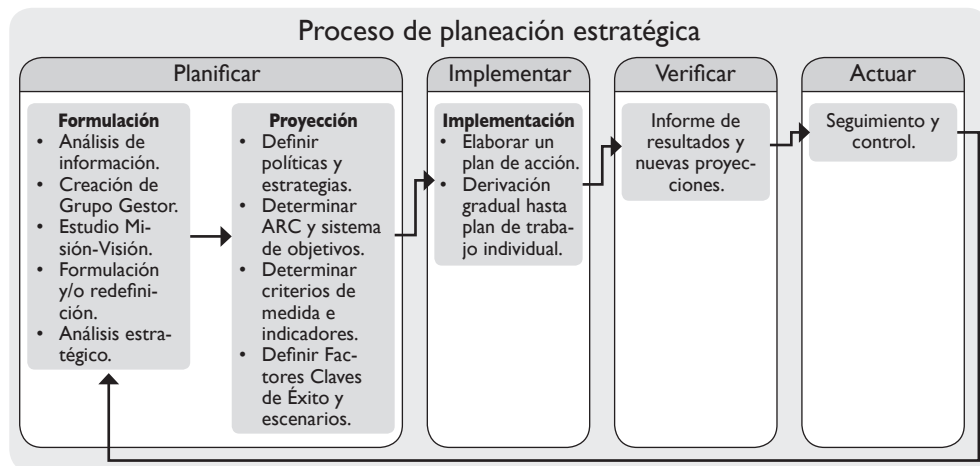 Proceso de planeación estratégica
Planificar
Formulación
• Análisis de
información.
• Creación de
Grupo Gestor.
• Estudio Mi-
sión-Visión.
• Formulación
y/o redefini-
ción.
• Análisis estra-
tégico.
Proyección
• Definir
políticas y
estrategias.
• Determinar
ARC y sistema
de objetivos.
• Determinar
criterios de
medida e
indicadores.
• Definir Fac-
tores Claves
de Éxito y
escenarios.
Implementar
Implementación
• Elaborar un
plan de acción.
• Derivación
gradual hasta
plan de traba-
jo individual.
Verificar
Informe de
resultados y
nuevas proyec-
ciones.
Actuar
Seguimiento y
control.